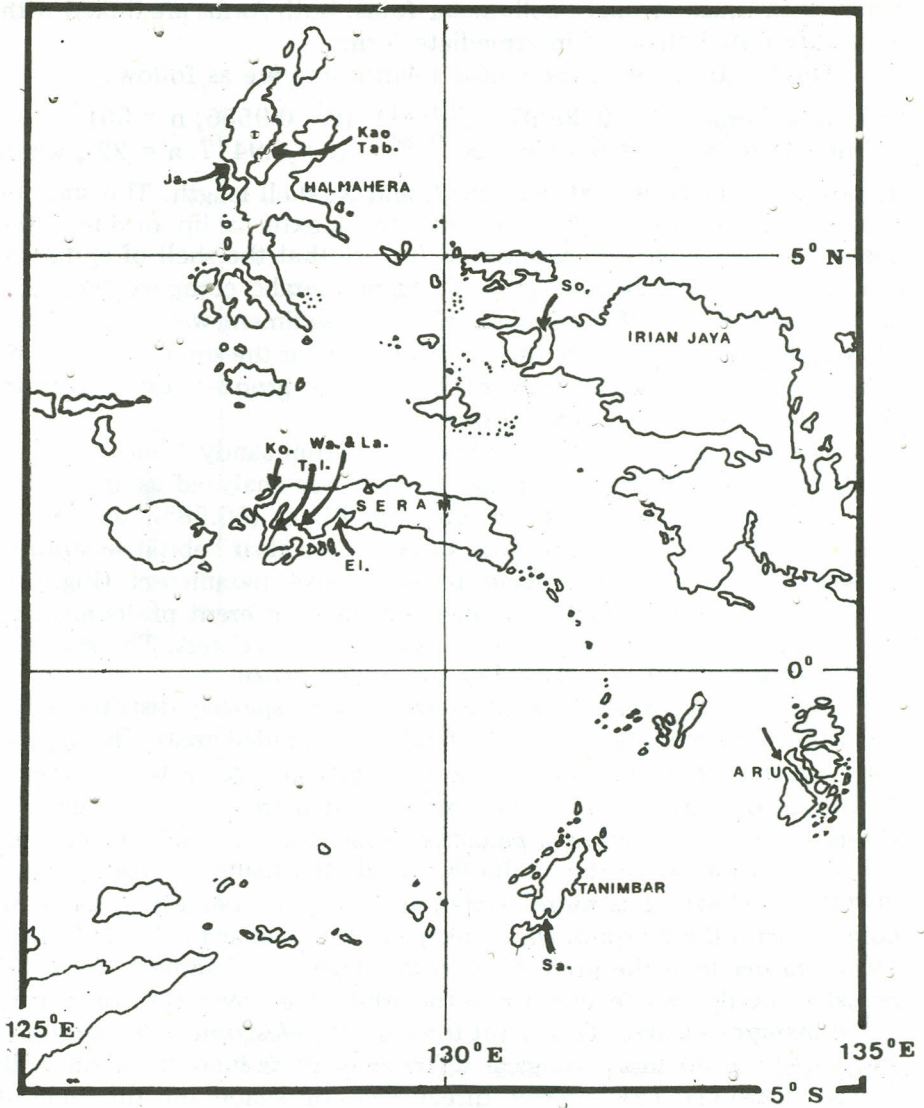 Kao
Tab.
Ja.
HALMAHERA
5° N
So.
IRIAN JAYA
Ko.
Wa. & La.
Tal.
SERAM
El.
0°
ARU
TANIMBAR
Sa.
125°E
130°E
135°E
5° S